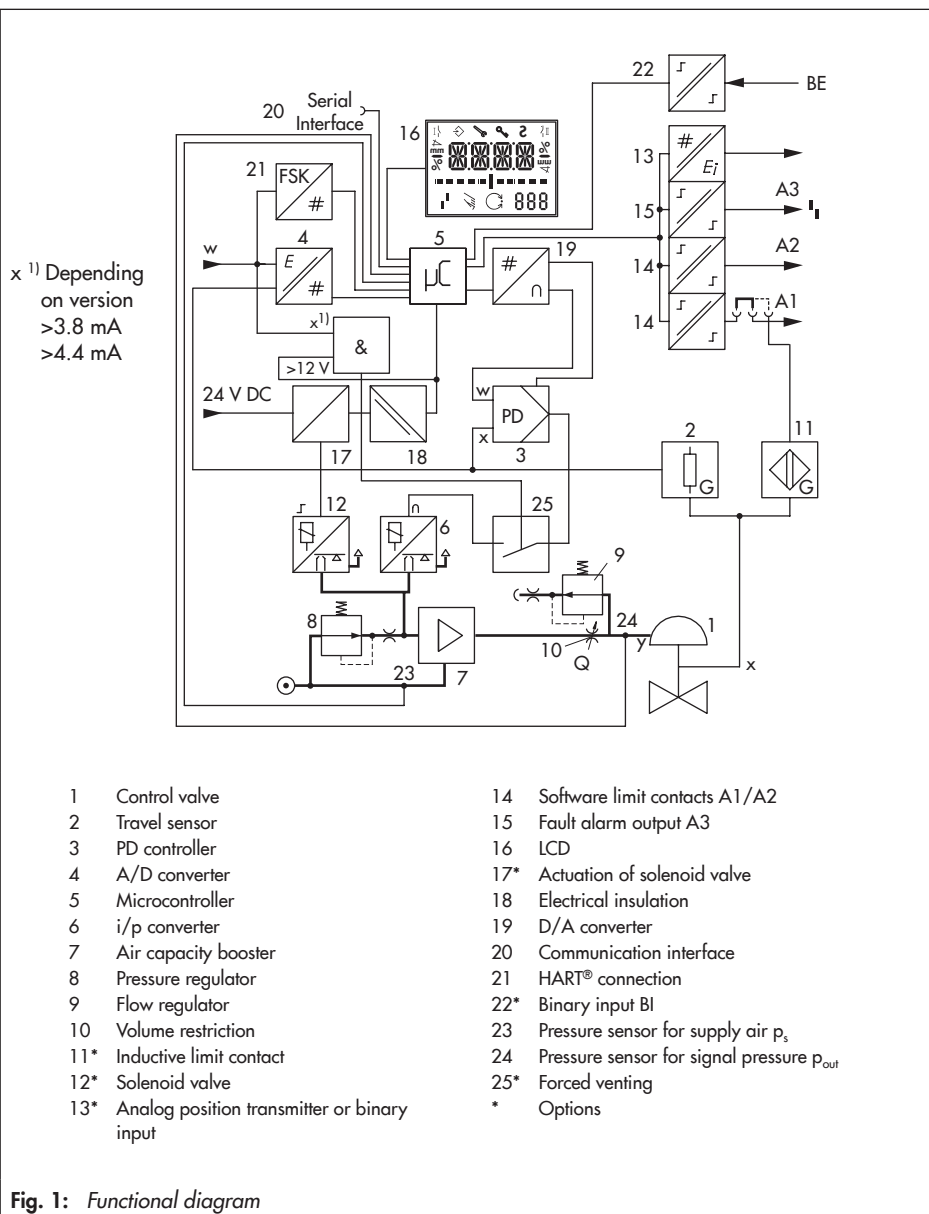 22
BE
20 Serial
Interface
16
mm
%
%
mm
888
13
#
Ei
21
FSK
#
15
A3
w
4
E
#
5
µC
19
#
∩
14
A2
x 1) Depending
on version
>3.8 mA
>4.4 mA
14
A1
x1)
&
>12 V
24 V DC
17
18
w
PD
x
3
2
G
11
G
12
6
25
9
8
7
23
10
Q
24
y
1
x
1 Control valve
2 Travel sensor
3 PD controller
4 A/D converter
5 Microcontroller
6 i/p converter
7 Air capacity booster
8 Pressure regulator
9 Flow regulator
10 Volume restriction
11* Inductive limit contact
12* Solenoid valve
13* Analog position transmitter or binary
input
14 Software limit contacts A1/A2
15 Fault alarm output A3
16 LCD
17* Actuation of solenoid valve
18 Electrical insulation
19 D/A converter
20 Communication interface
21 HART® connection
22* Binary input BI
23 Pressure sensor for supply air ps
24 Pressure sensor for signal pressure pout
25* Forced venting
* Options
Fig. 1: Functional diagram